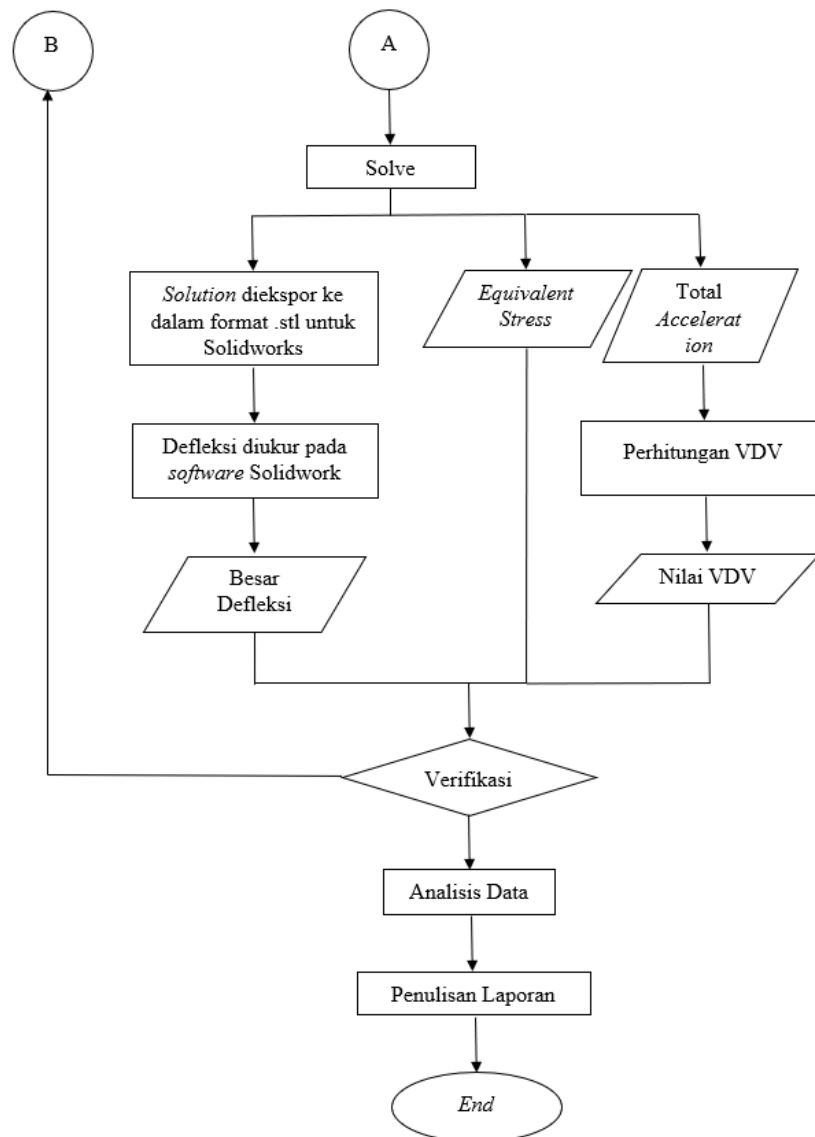 B
A
Solve
Solution diekspor ke
dalam format .stl untuk
Solidworks
Equivalent
Stress
Total
Accelerat
ion
Defleksi diukur pada
software Solidwork
Perhitungan VDV
Besar
Defleksi
Nilai VDV
Verifikasi
Analisis Data
Penulisan Laporan
End